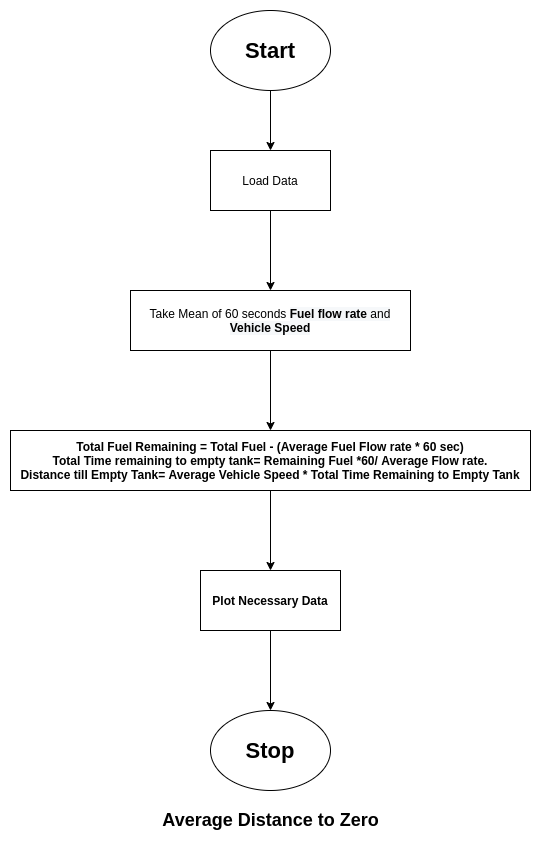 Start
Load Data
Take Mean of 60 seconds Fuel flow rate and
Vehicle Speed
Total Fuel Remaining = Total Fuel - (Average Fuel Flow rate * 60 sec)
Total Time remaining to empty tank= Remaining Fuel *60/ Average Flow rate.
Distance till Empty Tank= Average Vehicle Speed * Total Time Remaining to Empty Tank
Plot Necessary Data
Stop
Average Distance to Zero